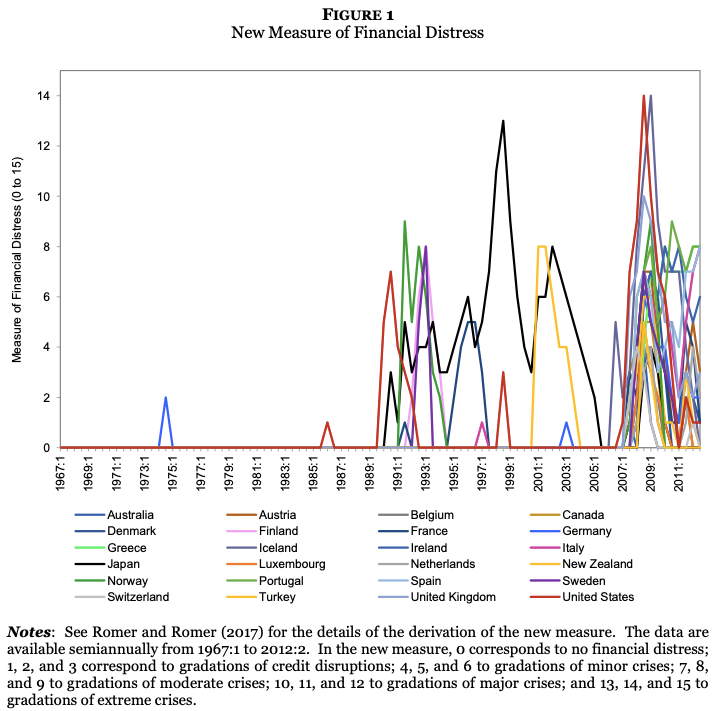 FIGURE 1
New Measure of Financial Distress
Measure of Financial Distress (0 to 15)
14
12
10
8
6
4
2
0
1967:1
1969:1
1971:1
1973:1
1975:1
1977:1
1979:1
1981:1
1983:1
1985:1
1987:1
1989:1
1991:1
1993:1
1995:1
1997:1
1999:1
2001:1
2003:1
2005:1
2007:1
2009:1
2011:1
Australia Austria Belgium Canada
Denmark Finland France Germany
Greece Iceland Ireland Italy
Japan Luxembourg Netherlands New Zealand
Norway Portugal Spain Sweden
Switzerland Turkey United Kingdom United States
Notes: See Romer and Romer (2017) for the details of the derivation of the new measure. The data are
available semiannually from 1967:1 to 2012:2. In the new measure, 0 corresponds to no financial distress;
1, 2, and 3 correspond to gradations of credit disruptions; 4, 5, and 6 to gradations of minor crises; 7, 8,
and 9 to gradations of moderate crises; 10, 11, and 12 to gradations of major crises; and 13, 14, and 15 to
gradations of extreme crises.